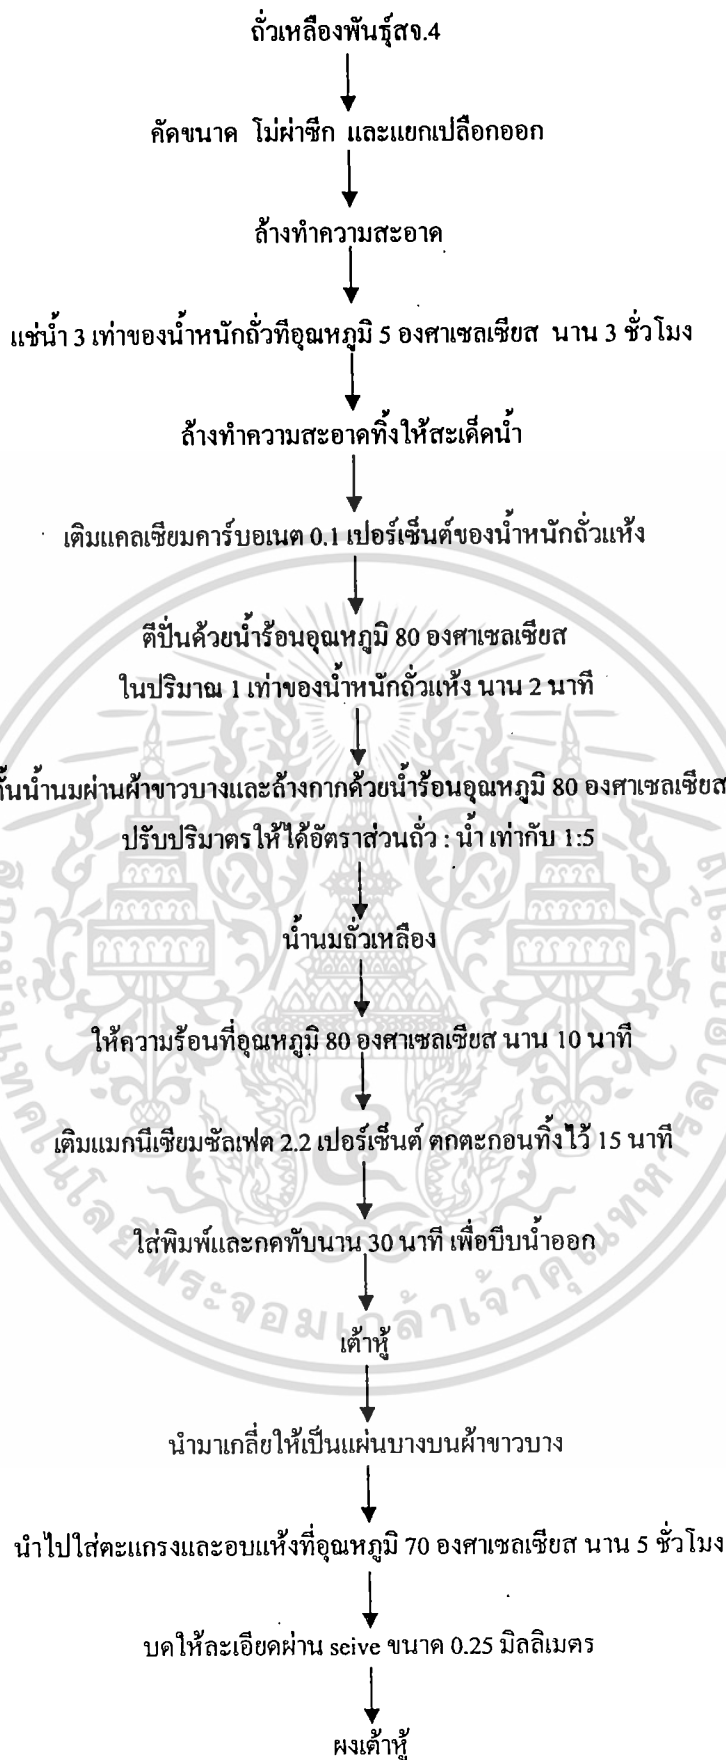 ถั่วเหลืองพันธุ์สจ.4
คัดขนาด โม่ผ่าซีก และแยกเปลือกออก
ล้างทำความสะอาด
แช่น้ำ 3 เท่าของน้ำหนักถั่วที่อุณหภูมิ 5 องศาเซลเซียส นาน 3 ชั่วโมง
ล้างทำความสะอาดทิ้งให้สะเด็ดน้ำ
เติมแคลเซียมคาร์บอเนต 0.1 เปอร์เซ็นต์ของน้ำหนักถั่วแห้ง
ตีปั่นด้วยน้ำร้อนอุณหภูมิ 80 องศาเซลเซียส
ในปริมาณ 1 เท่าของน้ำหนักถั่วแห้ง นาน 2 นาที
คั้นน้ำนมผ่านผ้าขาวบางและล้างกากด้วยน้ำร้อนอุณหภูมิ 80 องศาเซลเซียส
ปรับปริมาตรให้ได้อัตราส่วนถั่ว : น้ำ เท่ากับ 1:5
น้ำนมถั่วเหลือง
ให้ความร้อนที่อุณหภูมิ 80 องศาเซลเซียส นาน 10 นาที
เติมแมกนีเซียมซัลเฟต 2.2 เปอร์เซ็นต์ ตกตะกอนทิ้งไว้ 15 นาที
ใส่พิมพ์และกดทับนาน 30 นาที เพื่อบีบน้ำออก
เต้าหู้
นำมาเกลี่ยให้เป็นแผ่นบางบนผ้าขาวบาง
นำไปใส่ตะแกรงและอบแห้งที่อุณหภูมิ 70 องศาเซลเซียส นาน 5 ชั่วโมง
บดให้ละเอียดผ่าน seive ขนาด 0.25 มิลลิเมตร
ผงเต้าหู้